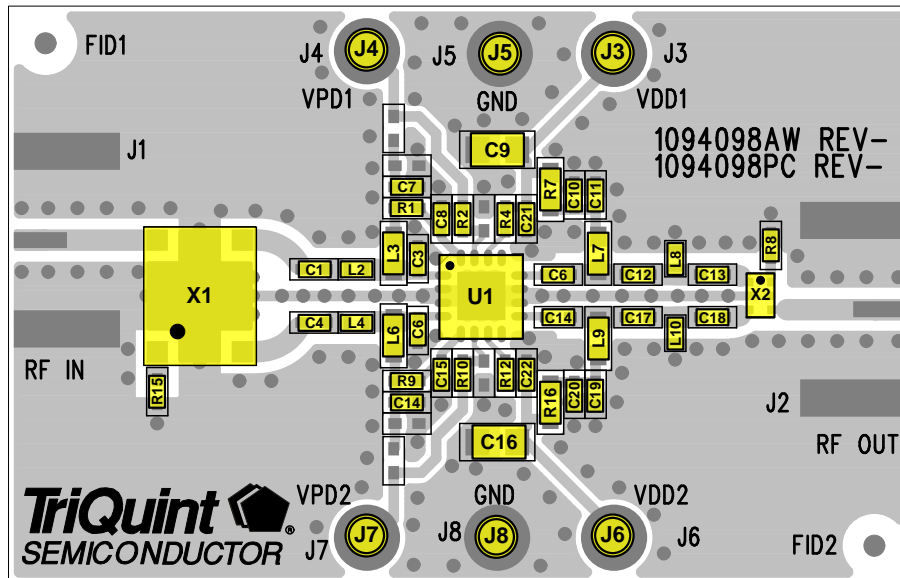 FID1
J4
J4
J5
J5
J3
J3
VPD1
GND
VDD1
J1
1094098AW REV-
1094098PC REV-
C9
C7
R1
C8
R2
R4
C21
R7
C10
C11
L3
C3
L7
L8
R8
C1
L2
C6
C12
C13
X1
U1
X2
C4
L4
L6
C6
C14
L9
C17
L10
C18
RF IN
R15
R9
C14
C15
R10
R12
C22
R16
C20
C19
J2
C16
RF OUT
VPD2
GND
VDD2
TriQuint
SEMICONDUCTOR
®
J7
J7
J8
J8
J6
J6
FID2